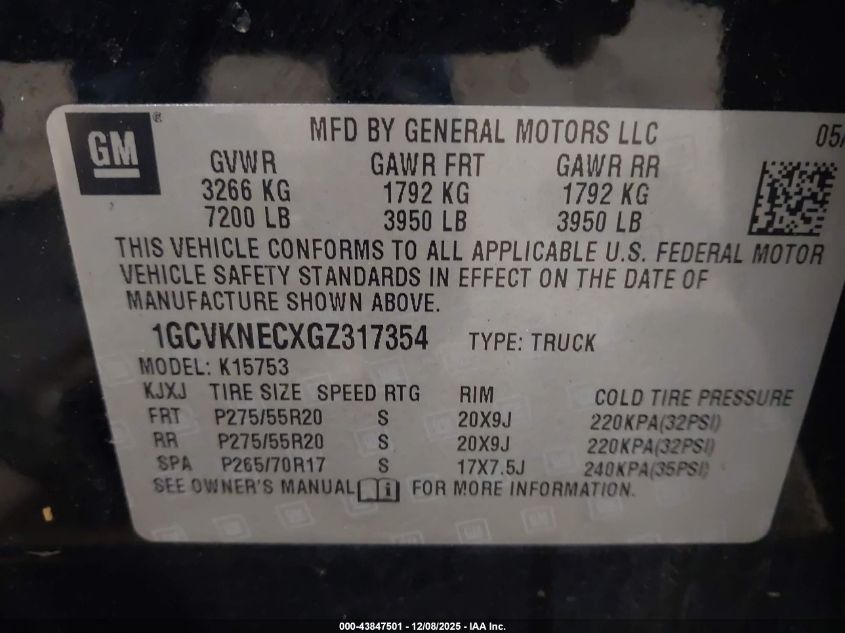 GM ®
MFD BY GENERAL MOTORS LLC 05/
GVWR GAWR FRT GAWR RR
3266 KG 1792 KG 1792 KG
7200 LB 3950 LB 3950 LB
THIS VEHICLE CONFORMS TO ALL APPLICABLE U.S. FEDERAL MOTOR
VEHICLE SAFETY STANDARDS IN EFFECT ON THE DATE OF
MANUFACTURE SHOWN ABOVE.
1GCVKNECXGZ317354 TYPE: TRUCK
MODEL: K15753
KJXJ TIRE SIZE SPEED RTG RIM COLD TIRE PRESSURE
FRT P275/55R20 S 20X9J 220KPA(32PSI)
RR P275/55R20 S 20X9J 220KPA(32PSI)
SPA P265/70R17 S 17X7.5J 240KPA(35PSI)
SEE OWNER'S MANUAL i FOR MORE INFORMATION.
000-43847501 - 12/08/2025 - IAA Inc.